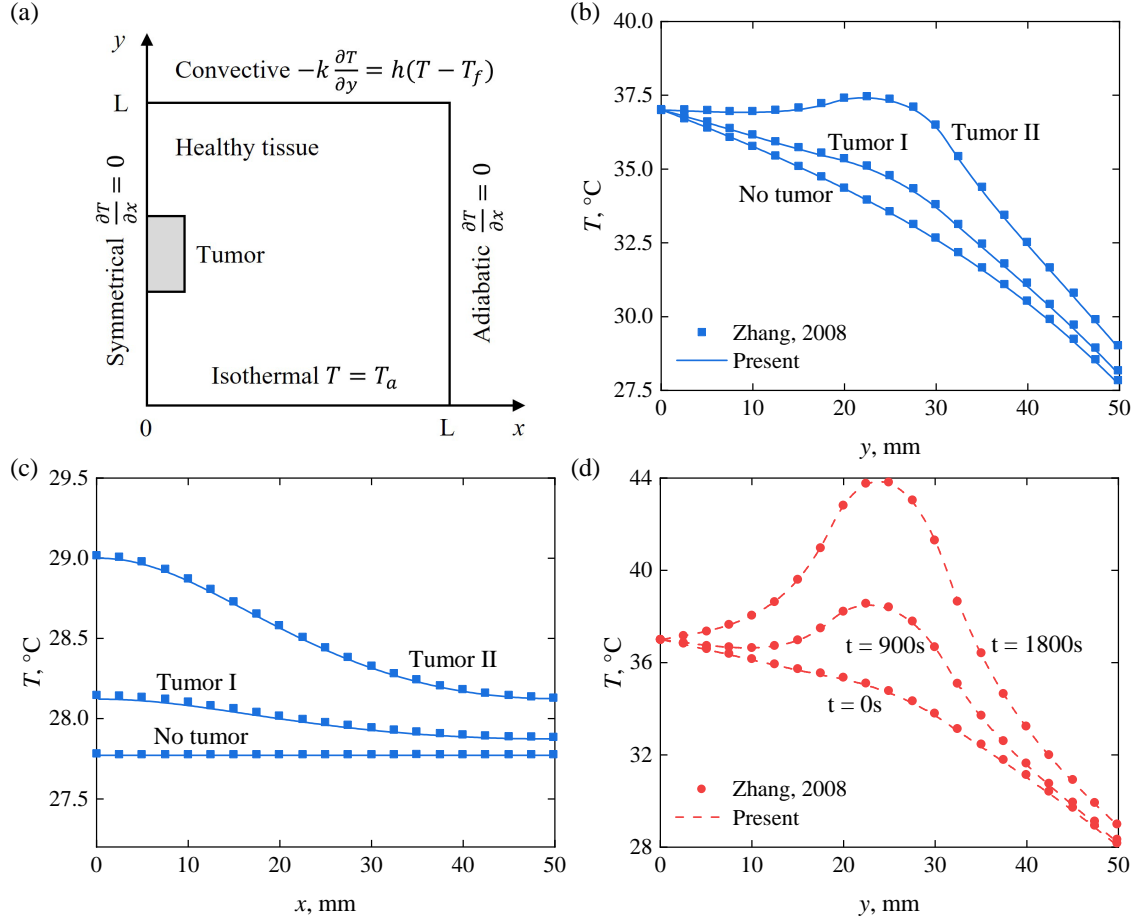 (a)
y
Convective −k ∂T/∂y = h(T − T_f)
L
Healthy tissue
Symmetrical ∂T/∂x = 0
Adiabatic ∂T/∂x = 0
Tumor
Isothermal T = T_a
0
L
x
(b)
40.0
37.5
35.0
32.5
37.0
27.5
T, °C
Tumor II
Tumor I
No tumor
Zhang, 2008
Present
0 10 20 30 40 50
y, mm
(c)
29.5
29.0
28.5
28.0
27.5
T, °C
Tumor II
Tumor I
No tumor
0 10 20 30 40 50
x, mm
(d)
44
40
36
32
28
T, °C
t = 900s
t = 1800s
t = 0s
Zhang, 2008
Present
0 10 20 30 40 50
y, mm